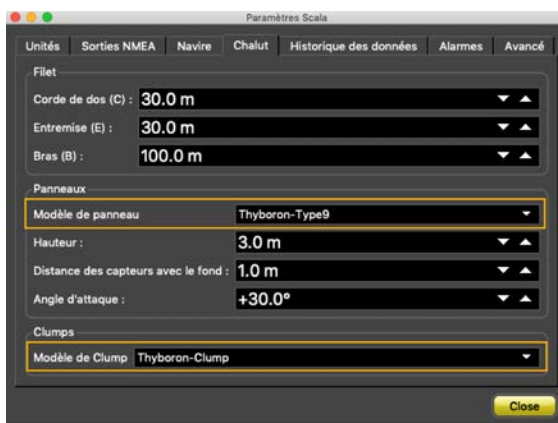 Paramètres Scala
Unités Sorties NMEA Navire Chalut Historique des données Alarmes Avancé
Filet
Corde de dos (C) : 30.0 m
Entremise (E) : 30.0 m
Bras (B) : 100.0 m
Panneaux
Modèle de panneau Thyboron-Type9
Hauteur : 3.0 m
Distance des capteurs avec le fond : 1.0 m
Angle d'attaque : +30.0°
Clumps
Modèle de Clump Thyboron-Clump
Close